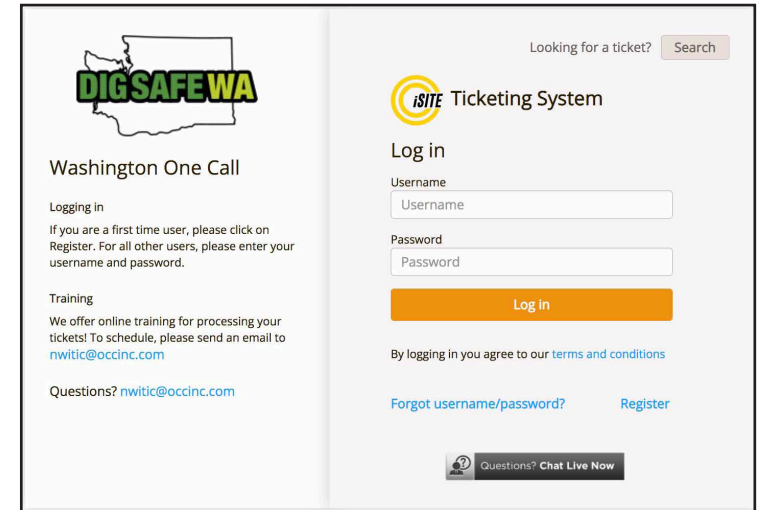 DIGSAFEWA
Washington One Call
Logging in
If you are a first time user, please click on
Register. For all other users, please enter your
username and password.
Training
We offer online training for processing your
tickets! To schedule, please send an email to
nwitic@occinc.com
Questions? nwitic@occinc.com
Looking for a ticket? Search
iSITE Ticketing System
Log in
Username
Username
Password
Password
Log in
By logging in you agree to our terms and conditions
Forgot username/password? Register
Questions? Chat Live Now